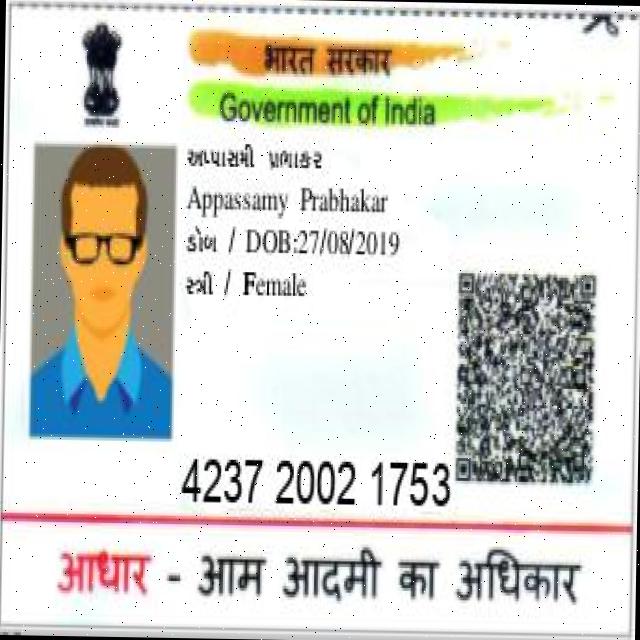 भारत सरकार
Government of India
અપ્પાસમી પ્રભાકર
Appassamy Prabhakar
ડોબ / DOB:27/08/2019
સ્ત્રી / Female
4237 2002 1753
आधार - आम आदमी का अधिकार